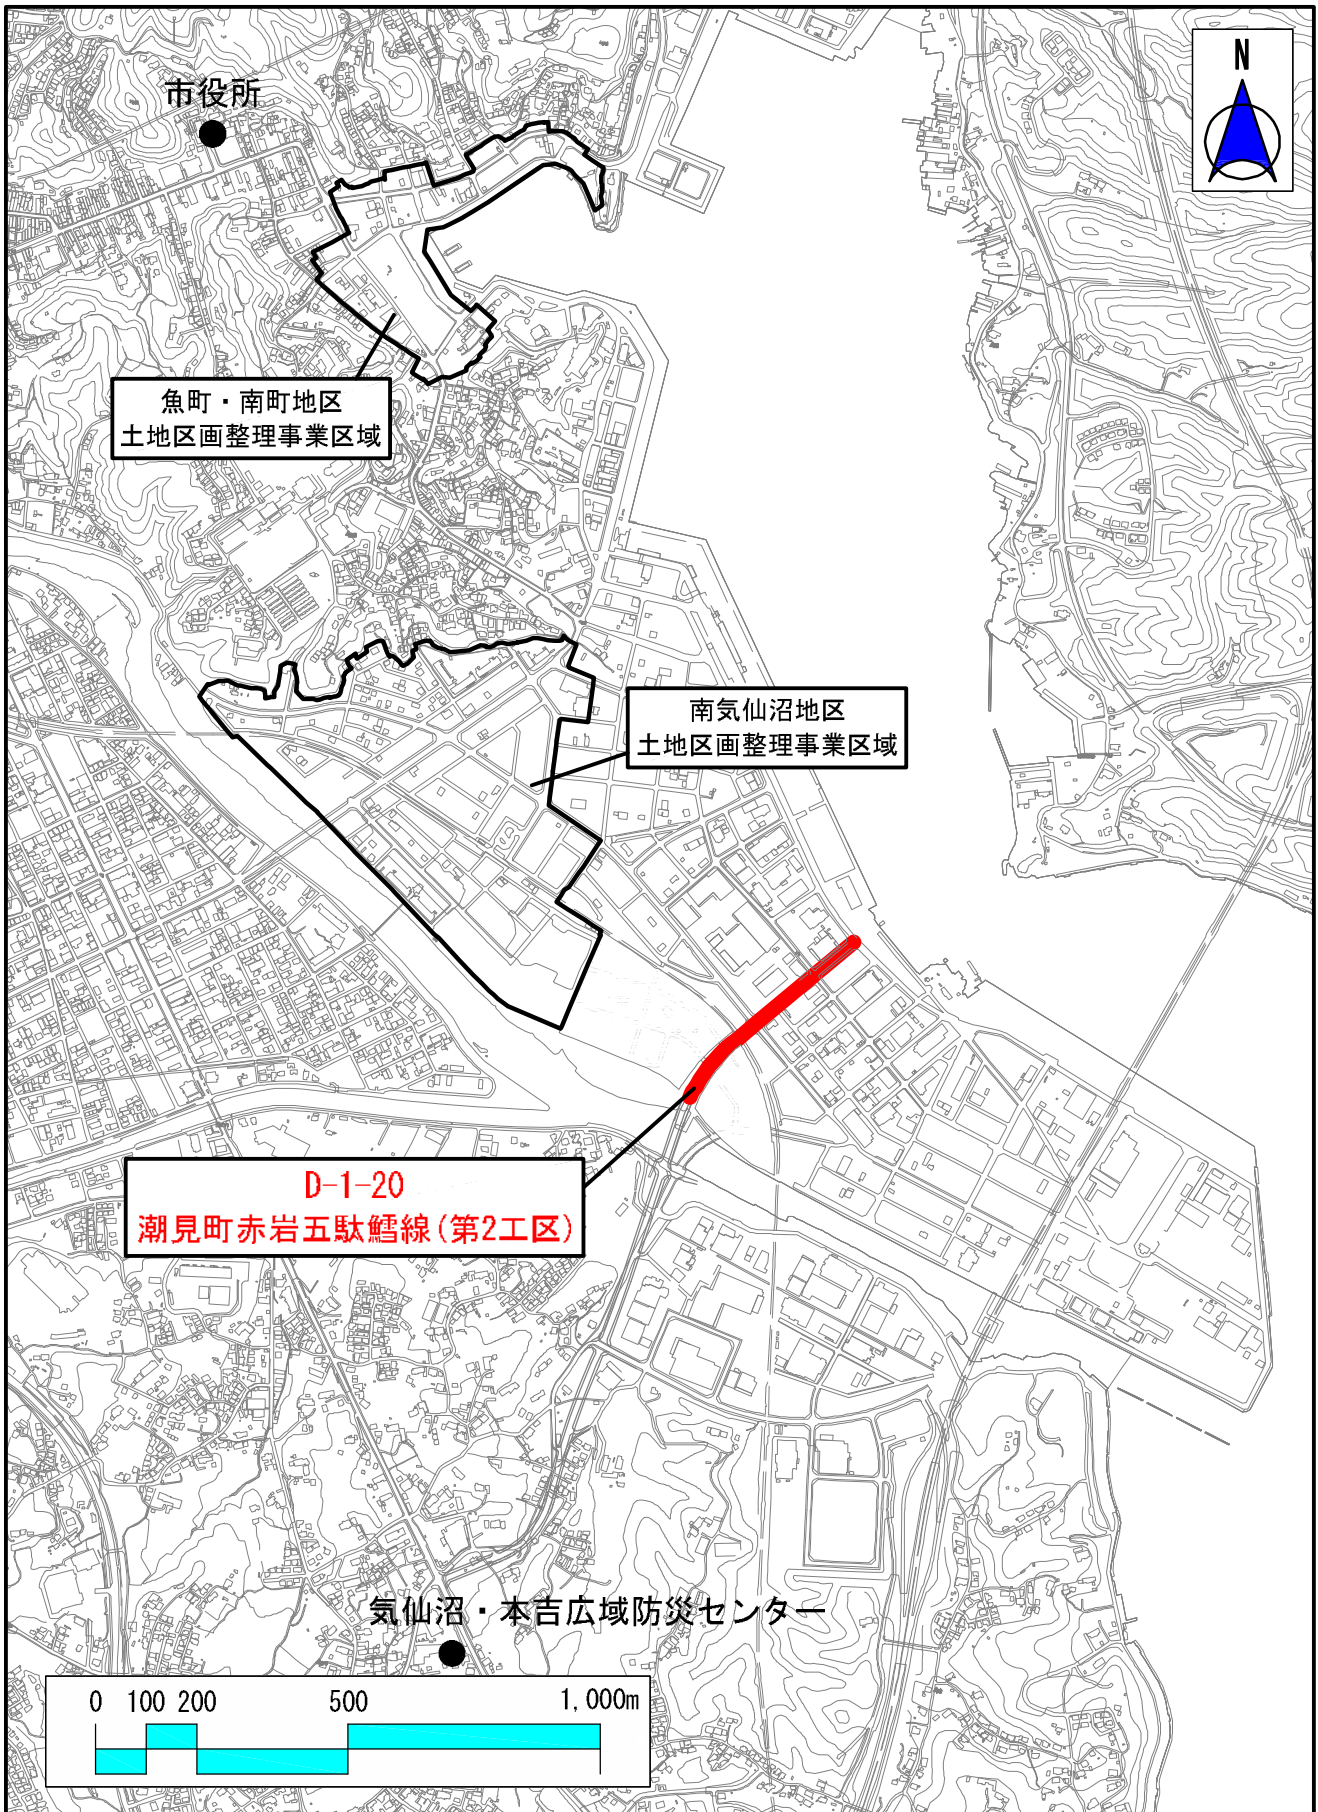 市役所
N
魚町・南町地区
土地区画整理事業区域
南気仙沼地区
土地区画整理事業区域
D-1-20
潮見町赤岩五駄鱈線(第2工区)
気仙沼・本吉広域防災センター
0 100 200 500 1,000m